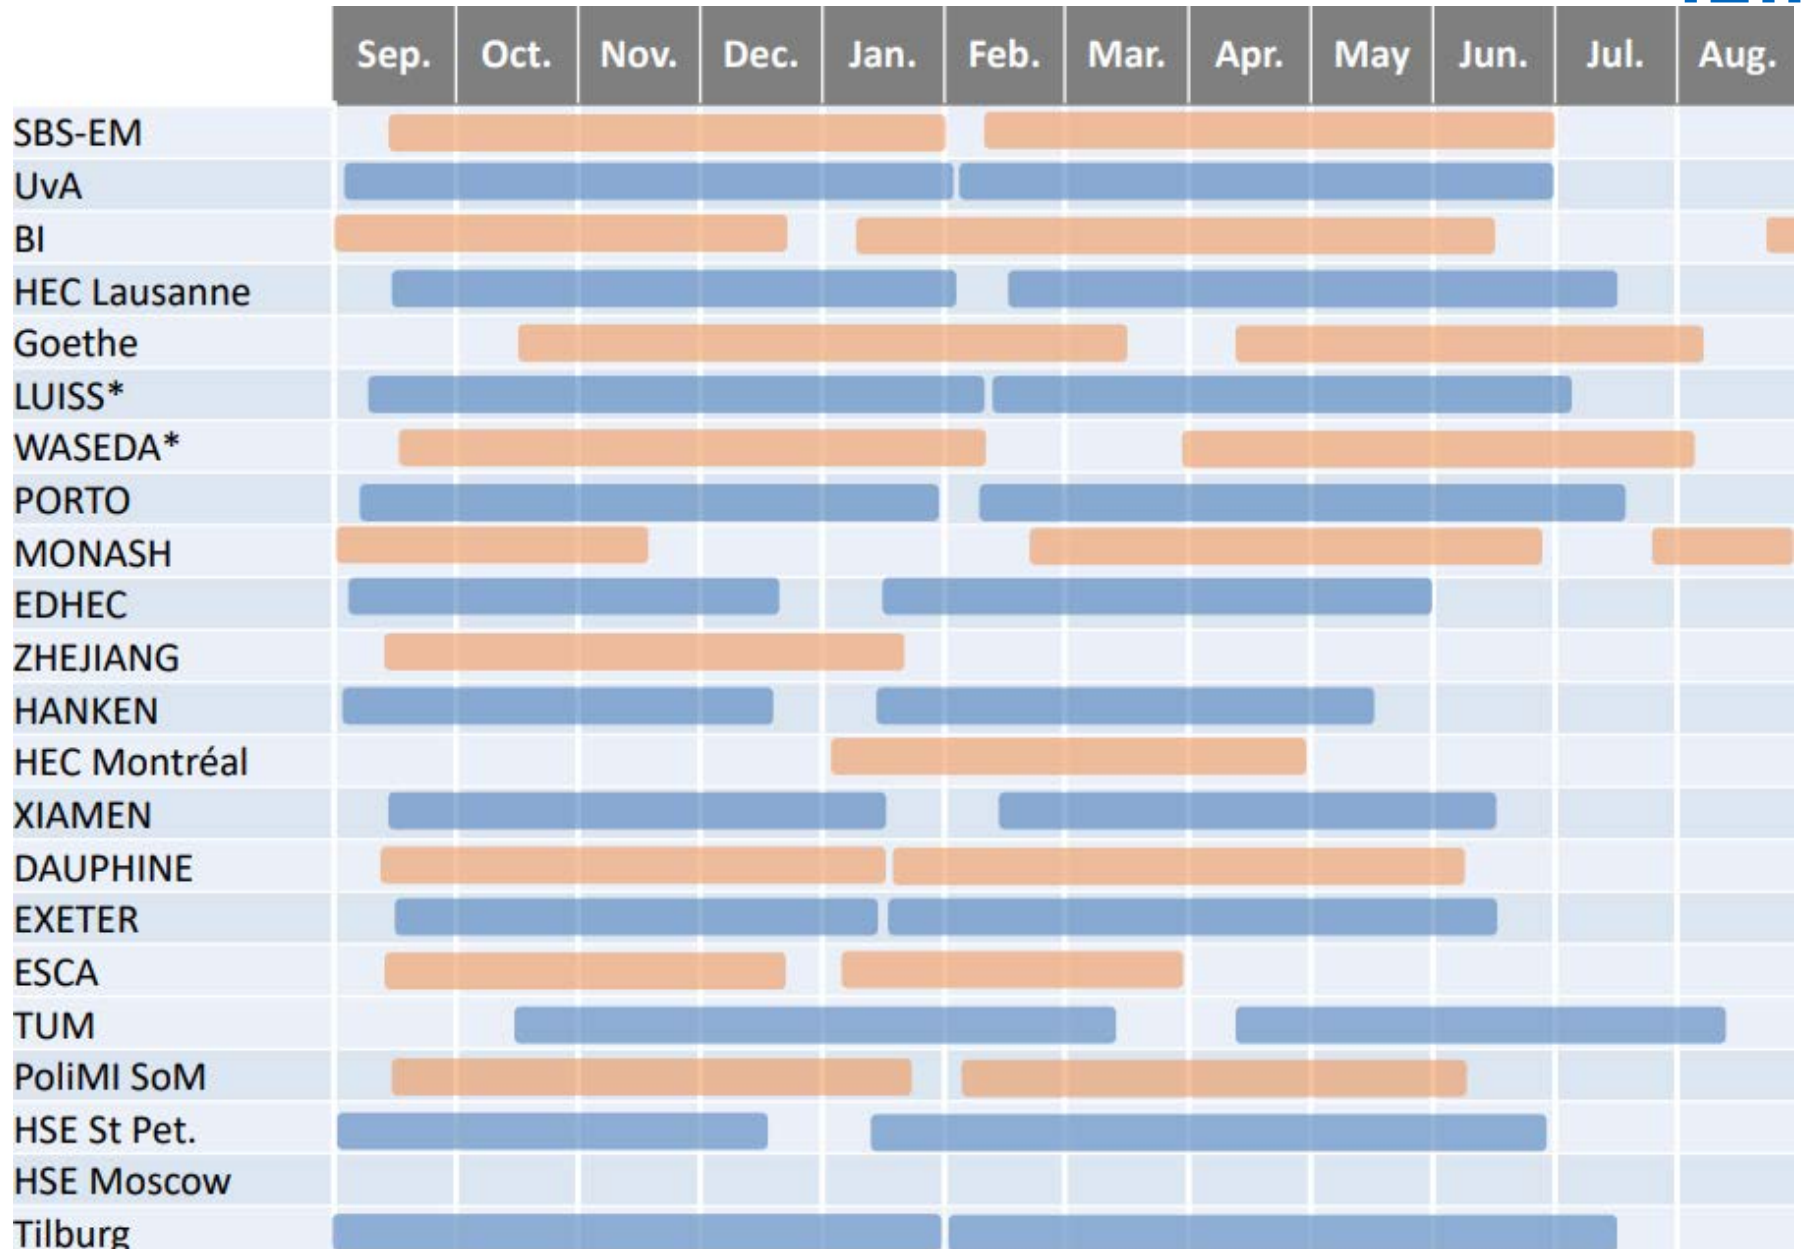 Sep. Oct. Nov. Dec. Jan. Feb. Mar. Apr. May Jun. Jul. Aug.
SBS-EM
UvA
BI
HEC Lausanne
Goethe
LUISS*
WASEDA*
PORTO
MONASH
EDHEC
ZHEJIANG
HANKEN
HEC Montréal
XIAMEN
DAUPHINE
EXETER
ESCA
TUM
PoliMI SoM
HSE St Pet.
HSE Moscow
Tilburg